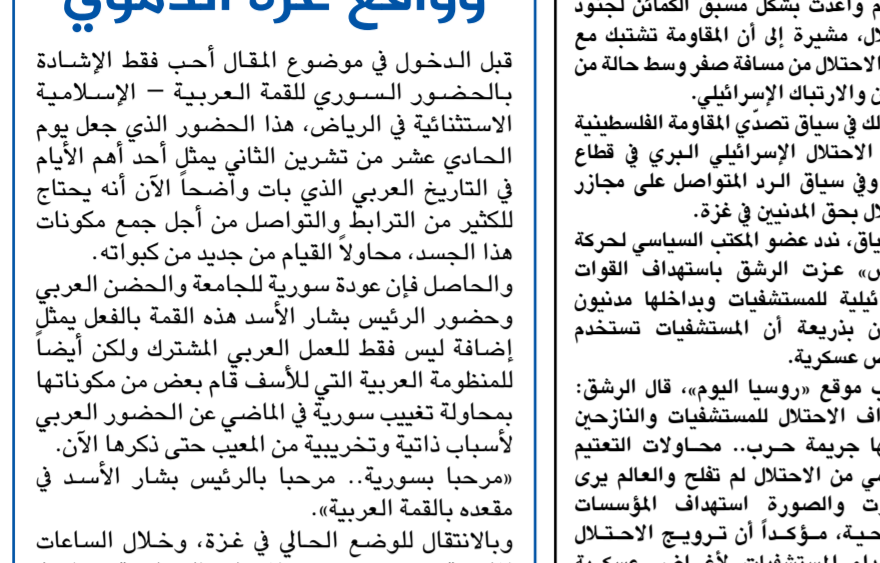 وواقع غزة الدموي
قبل الدخول في موضوع المقال أحب فقط الإشادة
بالحضور السوري للقمة العربية – الإسلامية
الاستثنائية في الرياض، هذا الحضور الذي جعل يوم
الحادي عشر من تشرين الثاني يمثل أحد أهم الأيام
في التاريخ العربي الذي بات واضحاً الآن أنه يحتاج
للكثير من الترابط والتواصل من أجل جمع مكونات
هذا الجسد، محاولاً القيام من جديد من كبواته.
والحاصل فإن عودة سورية للجامعة والحضن العربي
وحضور الرئيس بشار الأسد هذه القمة بالفعل يمثل
إضافة ليس فقط للعمل العربي المشترك ولكن أيضاً
للمنظومة العربية التي للأسف قام بعض من مكوناتها
بمحاولة تغييب سورية في الماضي عن الحضور العربي
لأسباب ذاتية وتخريبية من المعيب حتى ذكرها الآن.
«مرحبا بسورية.. مرحبا بالرئيس بشار الأسد في
مقعده بالقمة العربية».
وبالانتقال للوضع الحالي في غزة، وخلال الساعات
وأعدت بشكل مسبق الكمائن لجنود
مشيرة إلى أن المقاومة تشتبك مع
الاحتلال من مسافة صفر وسط حالة من
والارتباك الإسرائيلي.
في سياق تصدّي المقاومة الفلسطينية
الاحتلال الإسرائيلي البري في قطاع
وفي سياق الرد المتواصل على مجازر
بحق المدنيين في غزة.
ندد عضو المكتب السياسي لحركة
عزت الرشق باستهداف القوات
للمستشفيات وبداخلها مدنيون
بذريعة أن المستشفيات تستخدم
عسكرية.
موقع «روسيا اليوم»، قال الرشق:
الاحتلال للمستشفيات والنازحين
جريمة حرب.. محاولات التعتيم
من الاحتلال لم تفلح والعالم يرى
والصورة استهداف المؤسسات
مؤكداً أن ترويج الاحتلال